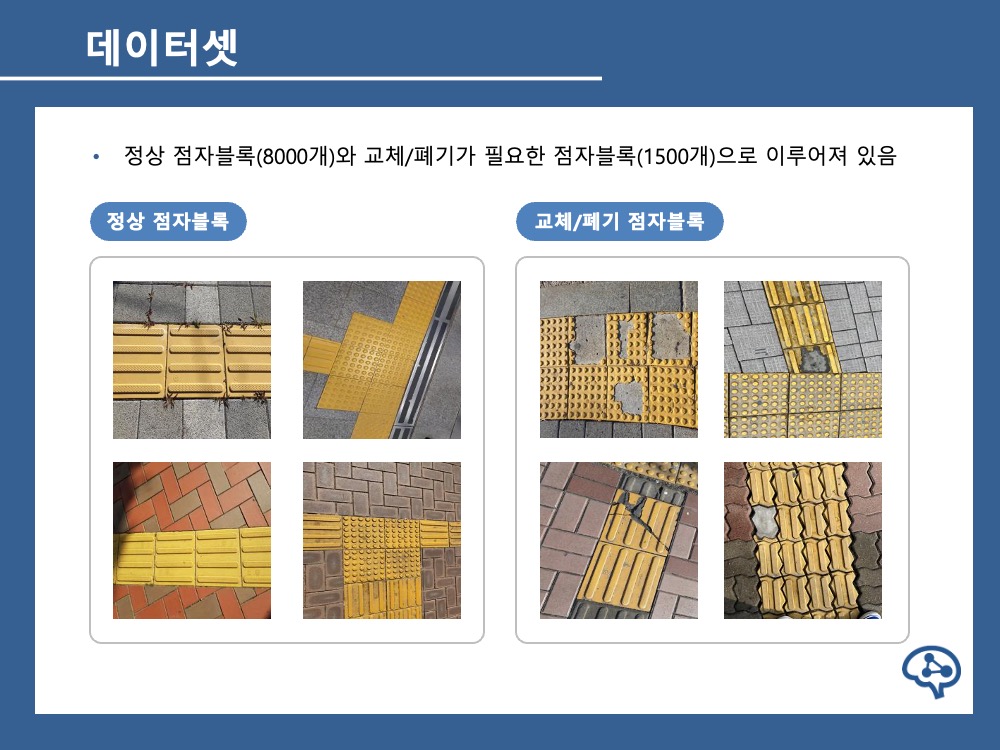 데이터셋
• 정상 점자블록(8000개)와 교체/폐기가 필요한 점자블록(1500개)으로 이루어져 있음
정상 점자블록
교체/폐기 점자블록